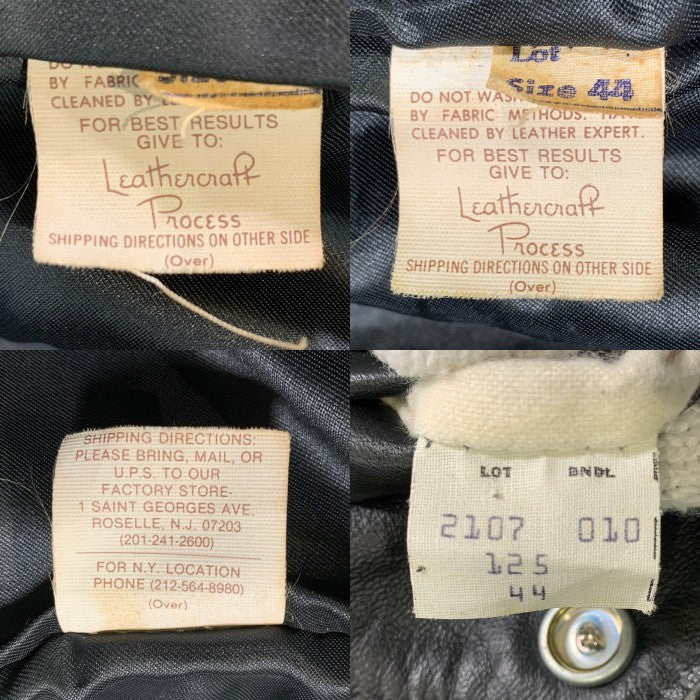 DO NO
BY FABRIC
CLEANED BY
FOR BEST RESULTS
GIVE TO:
Leathercraft
Process
SHIPPING DIRECTIONS ON OTHER SIDE
(Over)
Lot
Size 44
DO NOT WASH
BY FABRIC METHODS.
CLEANED BY LEATHER EXPERT.
FOR BEST RESULTS
GIVE TO:
Leathercraft
Process
SHIPPING DIRECTIONS ON OTHER SIDE
(Over)
SHIPPING DIRECTIONS:
PLEASE BRING, MAIL, OR
U.P.S. TO OUR
FACTORY STORE-
1 SAINT GEORGES AVE.
ROSELLE, N.J. 07203
(201-241-2600)
FOR N.Y. LOCATION
PHONE (212-564-8980)
(Over)
LOT BNDL
2107 010
125
44